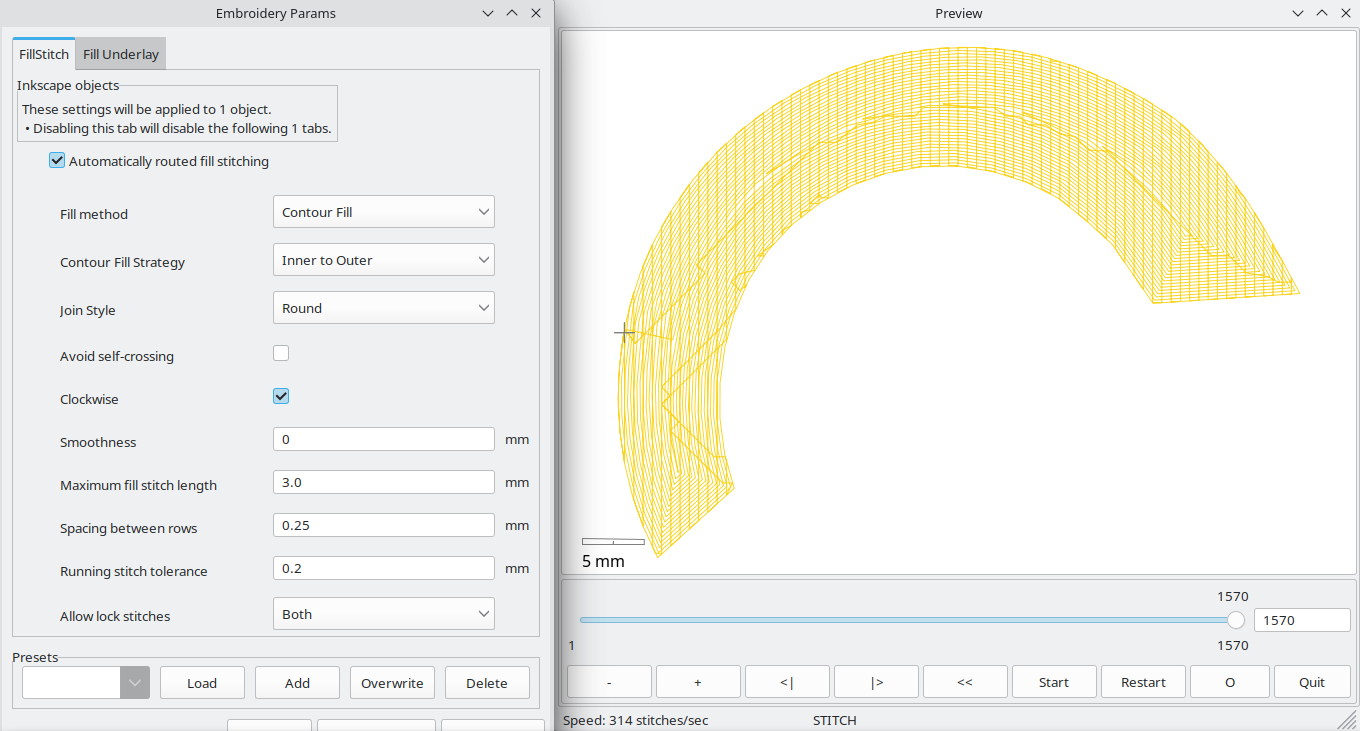 Embroidery Params
FillStitch
Fill Underlay
Inkscape objects
These settings will be applied to 1 object.
• Disabling this tab will disable the following 1 tabs.
Automatically routed fill stitching
Fill method
Contour Fill
Contour Fill Strategy
Inner to Outer
Join Style
Round
Avoid self-crossing
Clockwise
Smoothness
0
mm
Maximum fill stitch length
3.0
mm
Spacing between rows
0.25
mm
Running stitch tolerance
0.2
mm
Allow lock stitches
Both
Presets
Load
Add
Overwrite
Delete
Preview
5 mm
1570
1570
1
1570
-
+
<|
|>
<<
Start
Restart
O
Quit
Speed: 314 stitches/sec
STITCH